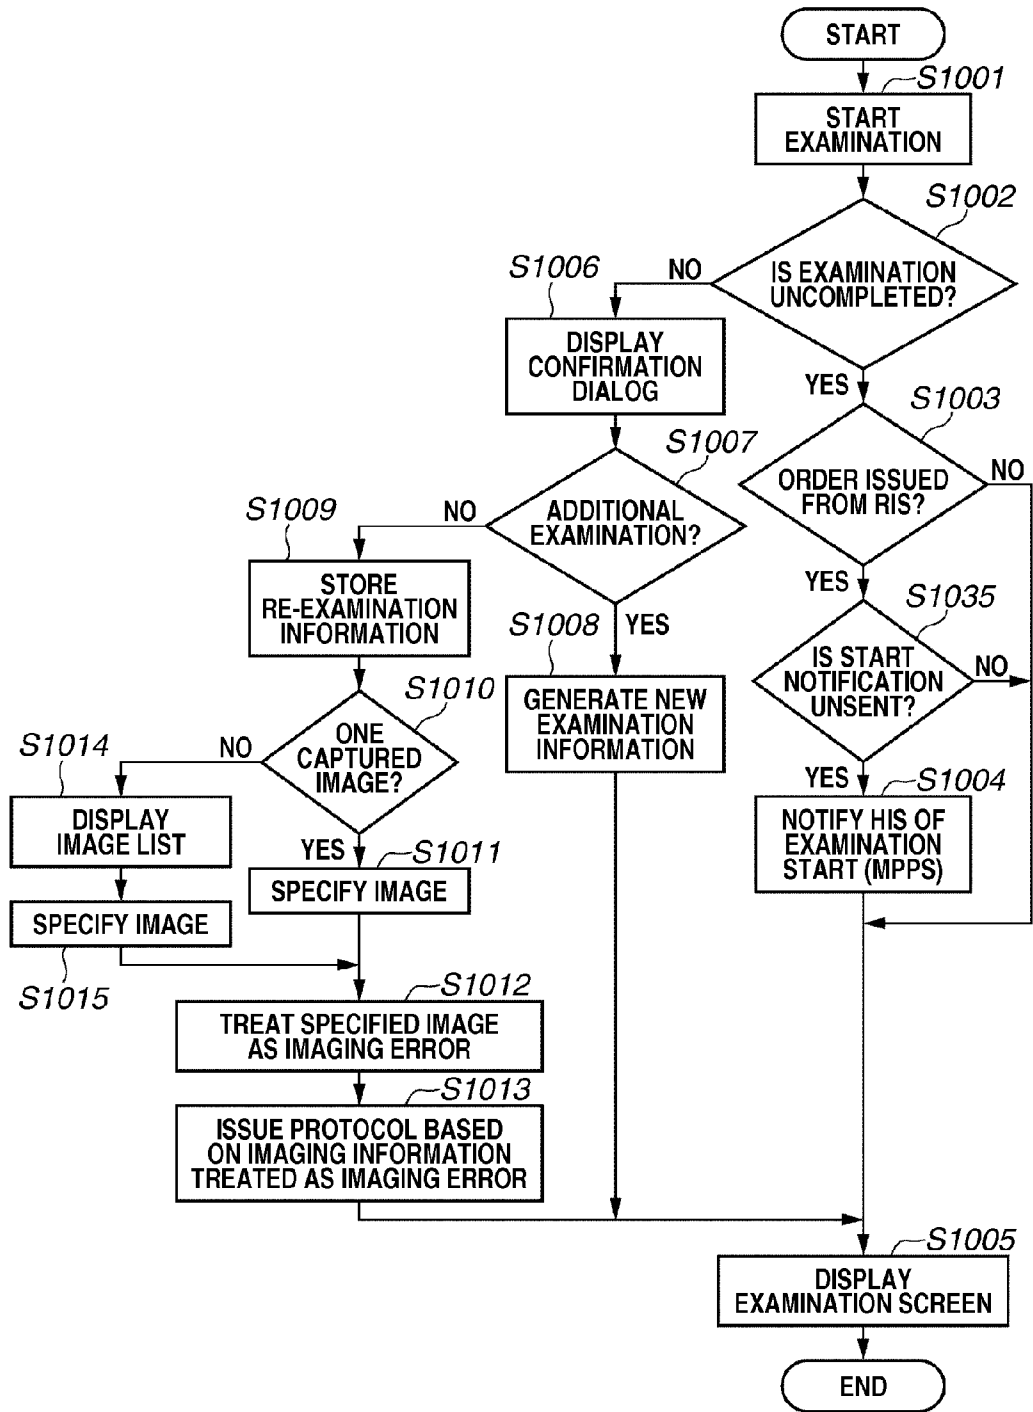 START
S1001
START
EXAMINATION
S1002
IS EXAMINATION
UNCOMPLETED?
NO
YES
S1006
DISPLAY
CONFIRMATION
DIALOG
S1003
ORDER ISSUED
FROM RIS?
NO
YES
S1007
ADDITIONAL
EXAMINATION?
NO
YES
S1009
STORE
RE-EXAMINATION
INFORMATION
S1008
GENERATE NEW
EXAMINATION
INFORMATION
S1035
IS START
NOTIFICATION
UNSENT?
NO
YES
S1010
ONE
CAPTURED
IMAGE?
NO
YES
S1014
DISPLAY
IMAGE LIST
S1004
NOTIFY HIS OF
EXAMINATION
START (MPPS)
S1011
SPECIFY IMAGE
SPECIFY IMAGE
S1015
S1012
TREAT SPECIFIED IMAGE
AS IMAGING ERROR
S1013
ISSUE PROTOCOL BASED
ON IMAGING INFORMATION
TREATED AS IMAGING ERROR
S1005
DISPLAY
EXAMINATION SCREEN
END